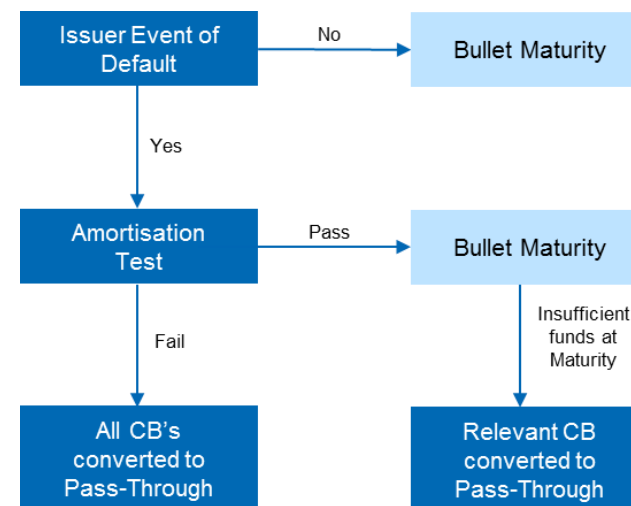 Issuer Event of
Default
No
Bullet Maturity
Yes
Amortisation
Test
Pass
Bullet Maturity
Fail
Insufficient
funds at
Maturity
All CB's
converted to
Pass-Through
Relevant CB
converted to
Pass-Through